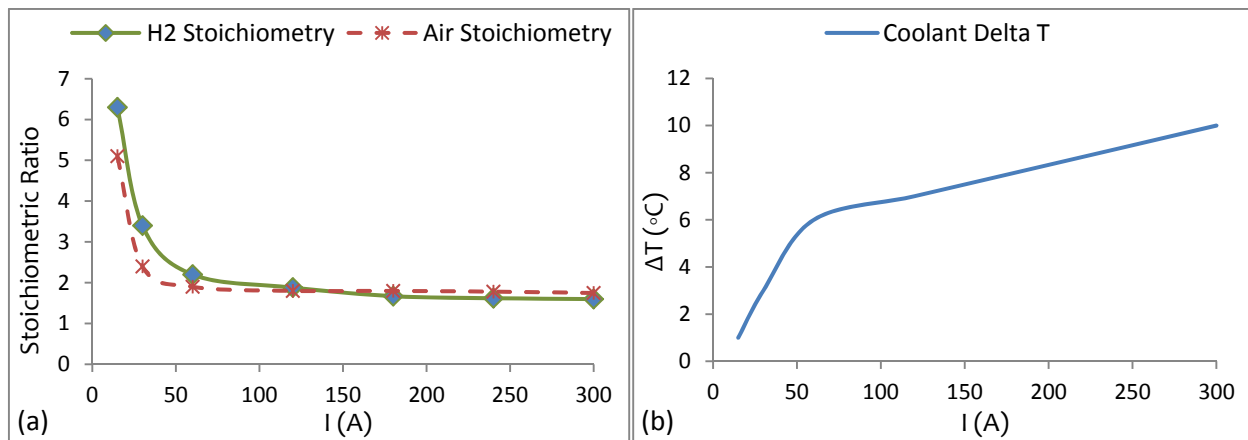 H2 Stoichiometry Air Stoichiometry
7
6
5
4
3
2
1
0
Stoichiometric Ratio
0 50 100 150 200 250 300
I (A)
(a)
Coolant Delta T
12
10
8
6
4
2
0
ΔT (°C)
0 50 100 150 200 250 300
I (A)
(b)